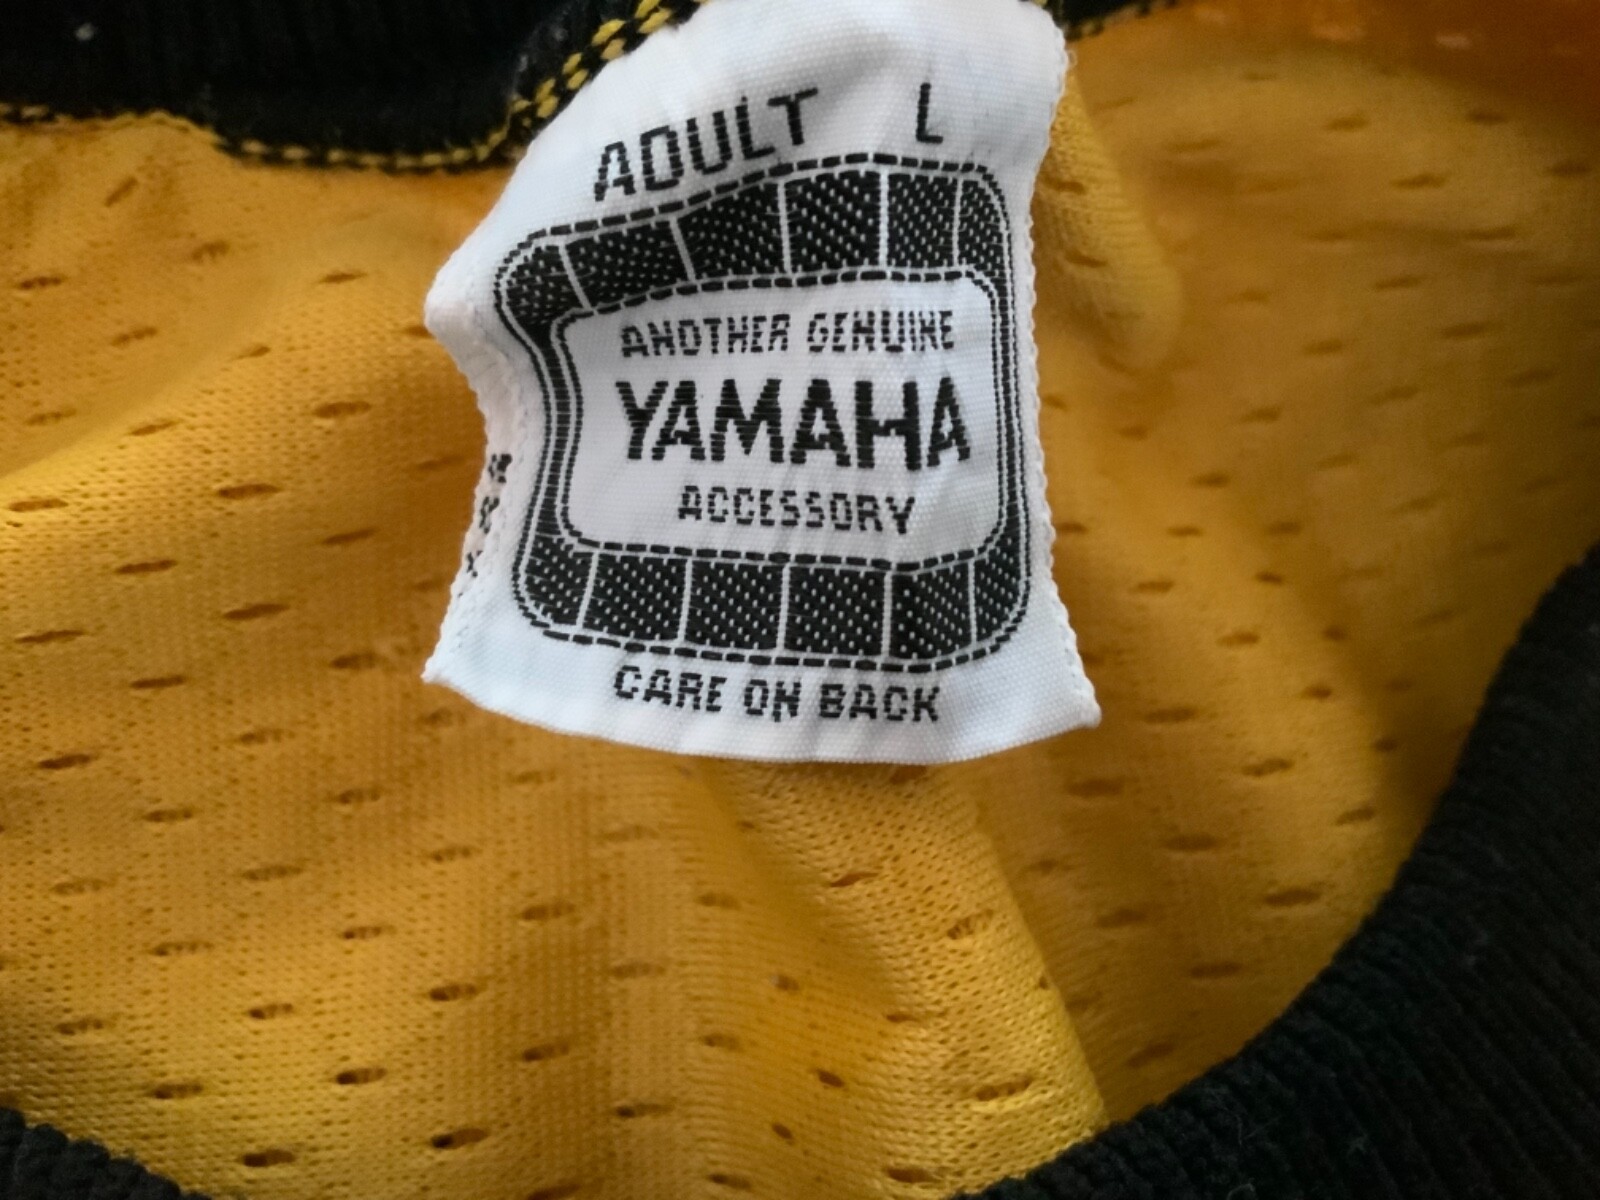 ADULT L
ANOTHER GENUINE
YAMAHA
ACCESSORY
CARE ON BACK